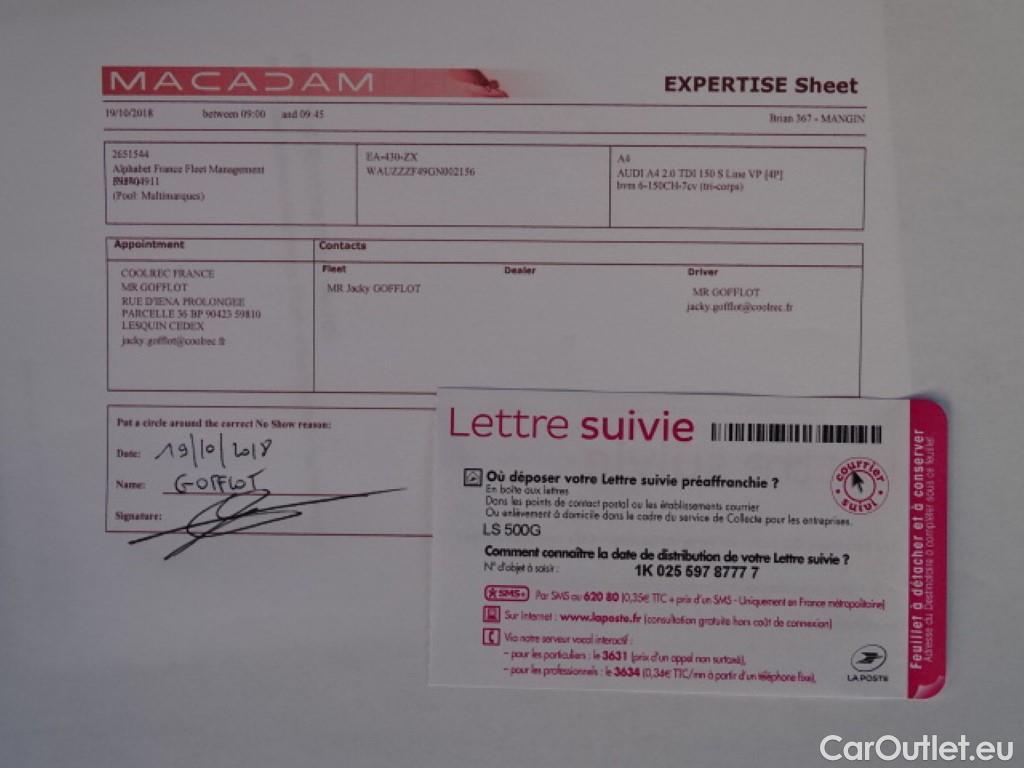 MACADAM
EXPERTISE Sheet
19/10/2018 between 09:00 and 09:45
Brian 367 - MANGIN
2651544
Alphabet France Fleet Management
(Pool: Multimarques)
EA-430-ZX
WAUZZZF49GN002156
A4
AUDI A4 2.0 TDI 150 S Line VP [4P]
bvm 6-150CH-7cv (tri-corps)
Appointment
COOLREC FRANCE
MR GOFFLOT
RUE D'IENA PROLONGEE
PARCELLE 36 BP 90423 59810
LESQUIN CEDEX
jacky.gofflot@coolrec.fr
Contacts
Fleet
MR Jacky GOFFLOT
Dealer
Driver
MR GOFFLOT
jacky.gofflot@coolrec.fr
Put a circle around the correct No Show reason:
Date: 19/10/2018
Name: GOFFLOT
Signature:
Lettre suivie
courrier suivi
Où déposer votre Lettre suivie préaffranchie ?
En boîte aux lettres
Dans les points de contact postal ou les établissements courrier
Ou enlèvement à domicile dans le cadre du service de Collecte pour les entreprises.
LS 500G
Comment connaître la date de distribution de votre Lettre suivie ?
N° d'objet à saisir : 1K 025 597 8777 7
SMS+ Par SMS au 620 80 (0,35€ TTC + prix d'un SMS - Uniquement en France métropolitaine)
Sur internet : www.laposte.fr (consultation gratuite hors coût de connexion)
Via notre serveur vocal interactif :
– pour les particuliers : le 3631 (prix d'un appel non surtaxé),
– pour les professionnels : le 3634 (0,34€ TTC/mn à partir d'un téléphone fixe),
LA POSTE
Feuillet à détacher et à conserver
Adresse du Destinataire à compléter sous ce feuillet
CarOutlet.eu